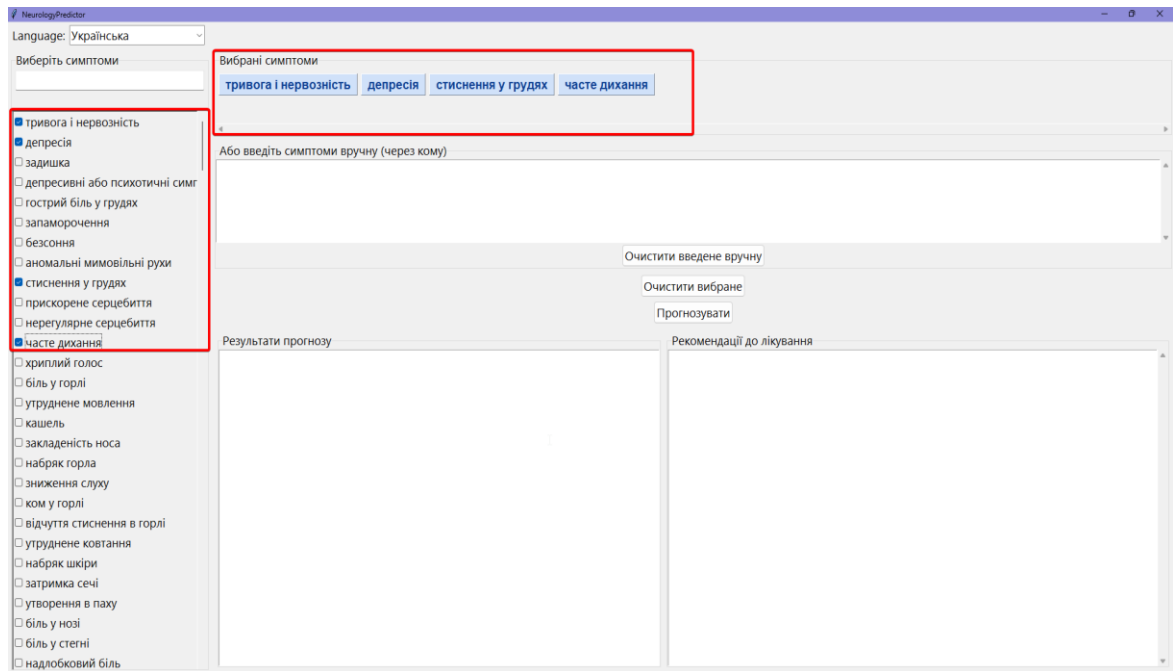 NeurologyPredictor
Language: Українська
Виберіть симптоми
Вибрані симптоми
тривога і нервозність депресія стиснення у грудях часте дихання
тривога і нервозність
депресія
задишка
депресивні або психотичні симг
гострий біль у грудях
запаморочення
безсоння
аномальні мимовільні рухи
стиснення у грудях
прискорене серцебиття
нерегулярне серцебиття
часте дихання
хриплий голос
біль у горлі
утруднене мовлення
кашель
закладеність носа
набряк горла
зниження слуху
ком у горлі
відчуття стиснення в горлі
утруднене ковтання
набряк шкіри
затримка сечі
утворення в паху
біль у нозі
біль у стегні
надлобковий біль
Або введіть симптоми вручну (через кому)
Очистити введене вручну
Очистити вибране
Прогнозувати
Результати прогнозу
Рекомендації до лікування